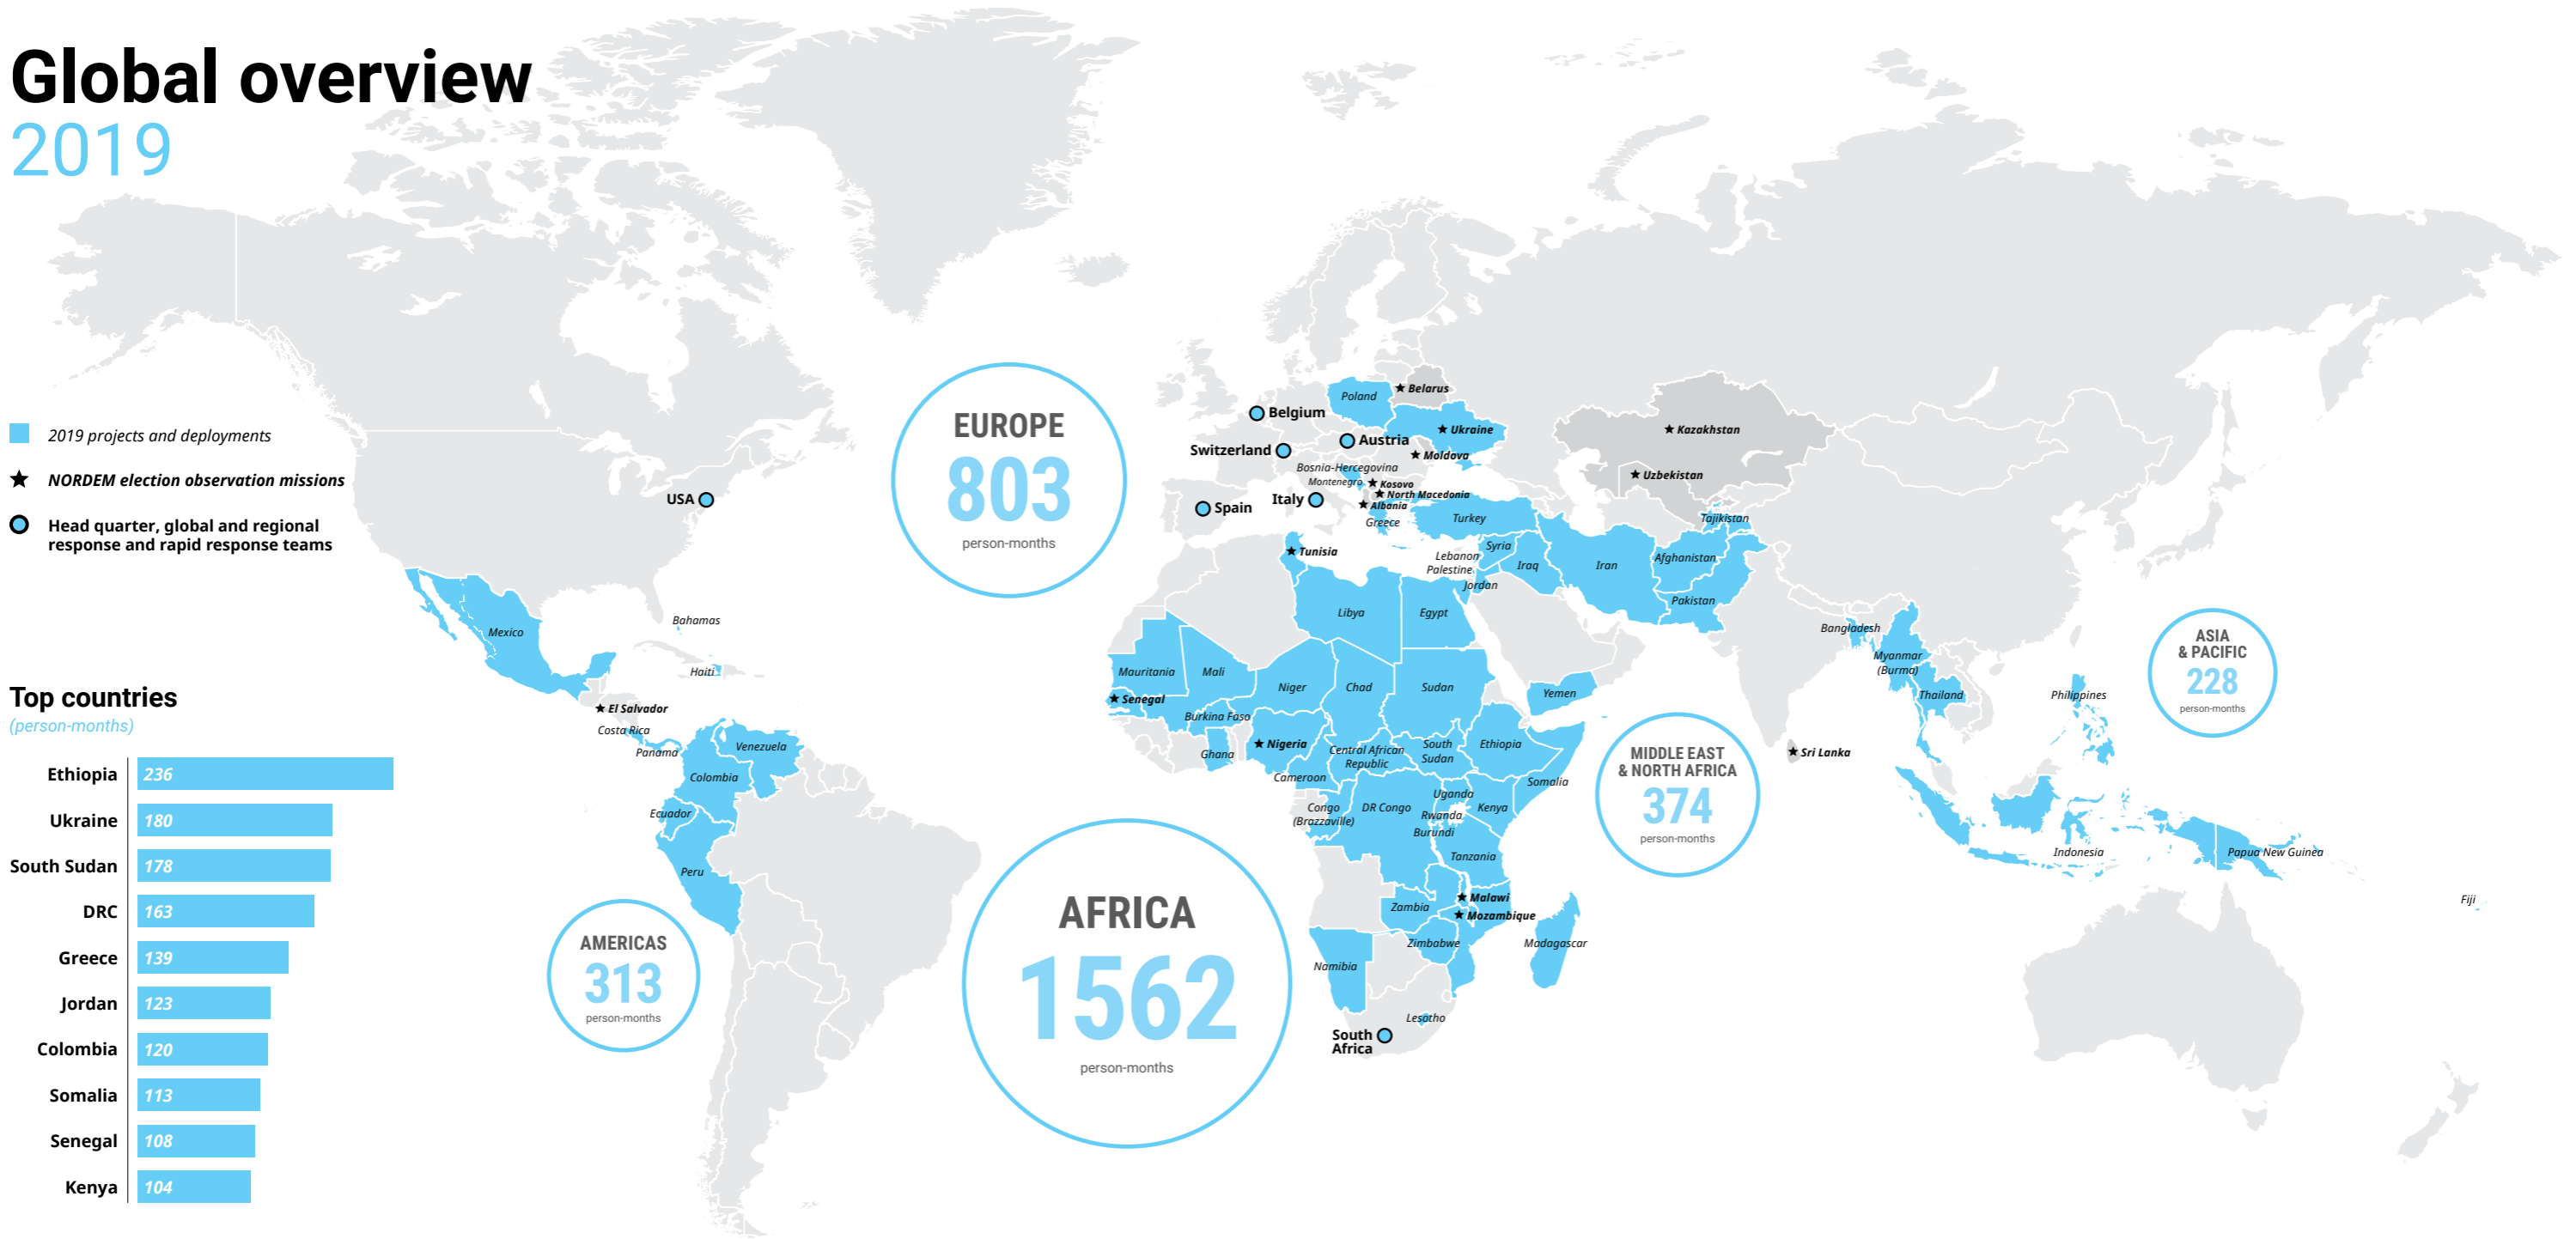 Global overview
2019
2019 projects and deployments
NORDEM election observation missions
Head quarter, global and regional
response and rapid response teams
Top countries
(person-months)
Ethiopia 236
Ukraine 180
South Sudan 178
DRC 163
Greece 139
Jordan 123
Colombia 120
Somalia 113
Senegal 108
Kenya 104
USA
Mexico
Bahamas
Haiti
El Salvador
Costa Rica
Panama
Venezuela
Colombia
Ecuador
Peru
AMERICAS
313
person-months
EUROPE
803
person-months
Belgium
Switzerland
Austria
Spain
Italy
Poland
Belarus
Ukraine
Moldova
Bosnia-Hercegovina
Montenegro
Kosovo
North Macedonia
Albania
Greece
Turkey
Kazakhstan
Uzbekistan
Tajikistan
Afghanistan
Pakistan
Iran
Iraq
Syria
Lebanon
Palestine
Jordan
Yemen
Tunisia
Libya
Egypt
Mauritania
Mali
Niger
Chad
Sudan
Senegal
Burkina Faso
Ghana
Nigeria
Cameroon
Central African
Republic
South
Sudan
Ethiopia
Somalia
Congo
(Brazzaville)
DR Congo
Uganda
Kenya
Rwanda
Burundi
Tanzania
Malawi
Mozambique
Zambia
Zimbabwe
Madagascar
Namibia
Lesotho
South
Africa
AFRICA
1562
person-months
MIDDLE EAST
& NORTH AFRICA
374
person-months
Bangladesh
Myanmar
(Burma)
Thailand
Sri Lanka
Philippines
Indonesia
Papua New Guinea
Fiji
ASIA
& PACIFIC
228
person-months